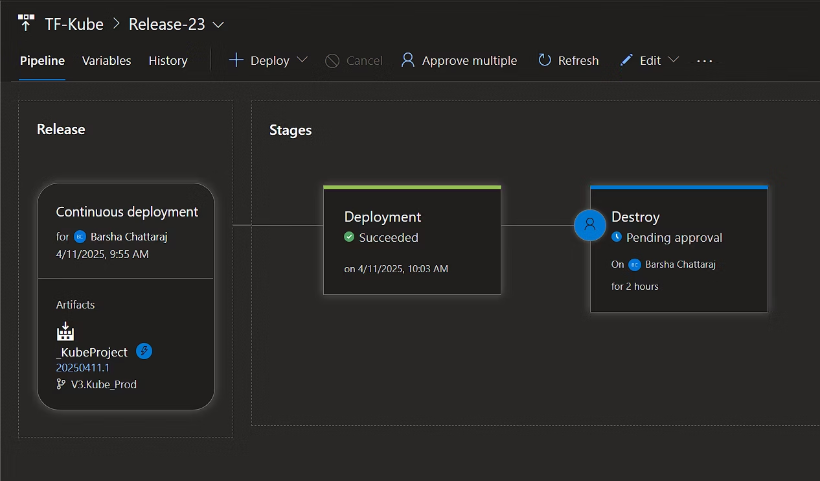 TF-Kube > Release-23
Pipeline Variables History Deploy Cancel Approve multiple Refresh Edit ...
Release
Stages
Continuous deployment
for BC Barsha Chattaraj
4/11/2025, 9:55 AM
Artifacts
_KubeProject
20250411.1
V3.Kube_Prod
Deployment
Succeeded
on 4/11/2025, 10:03 AM
Destroy
Pending approval
On BC Barsha Chattaraj
for 2 hours